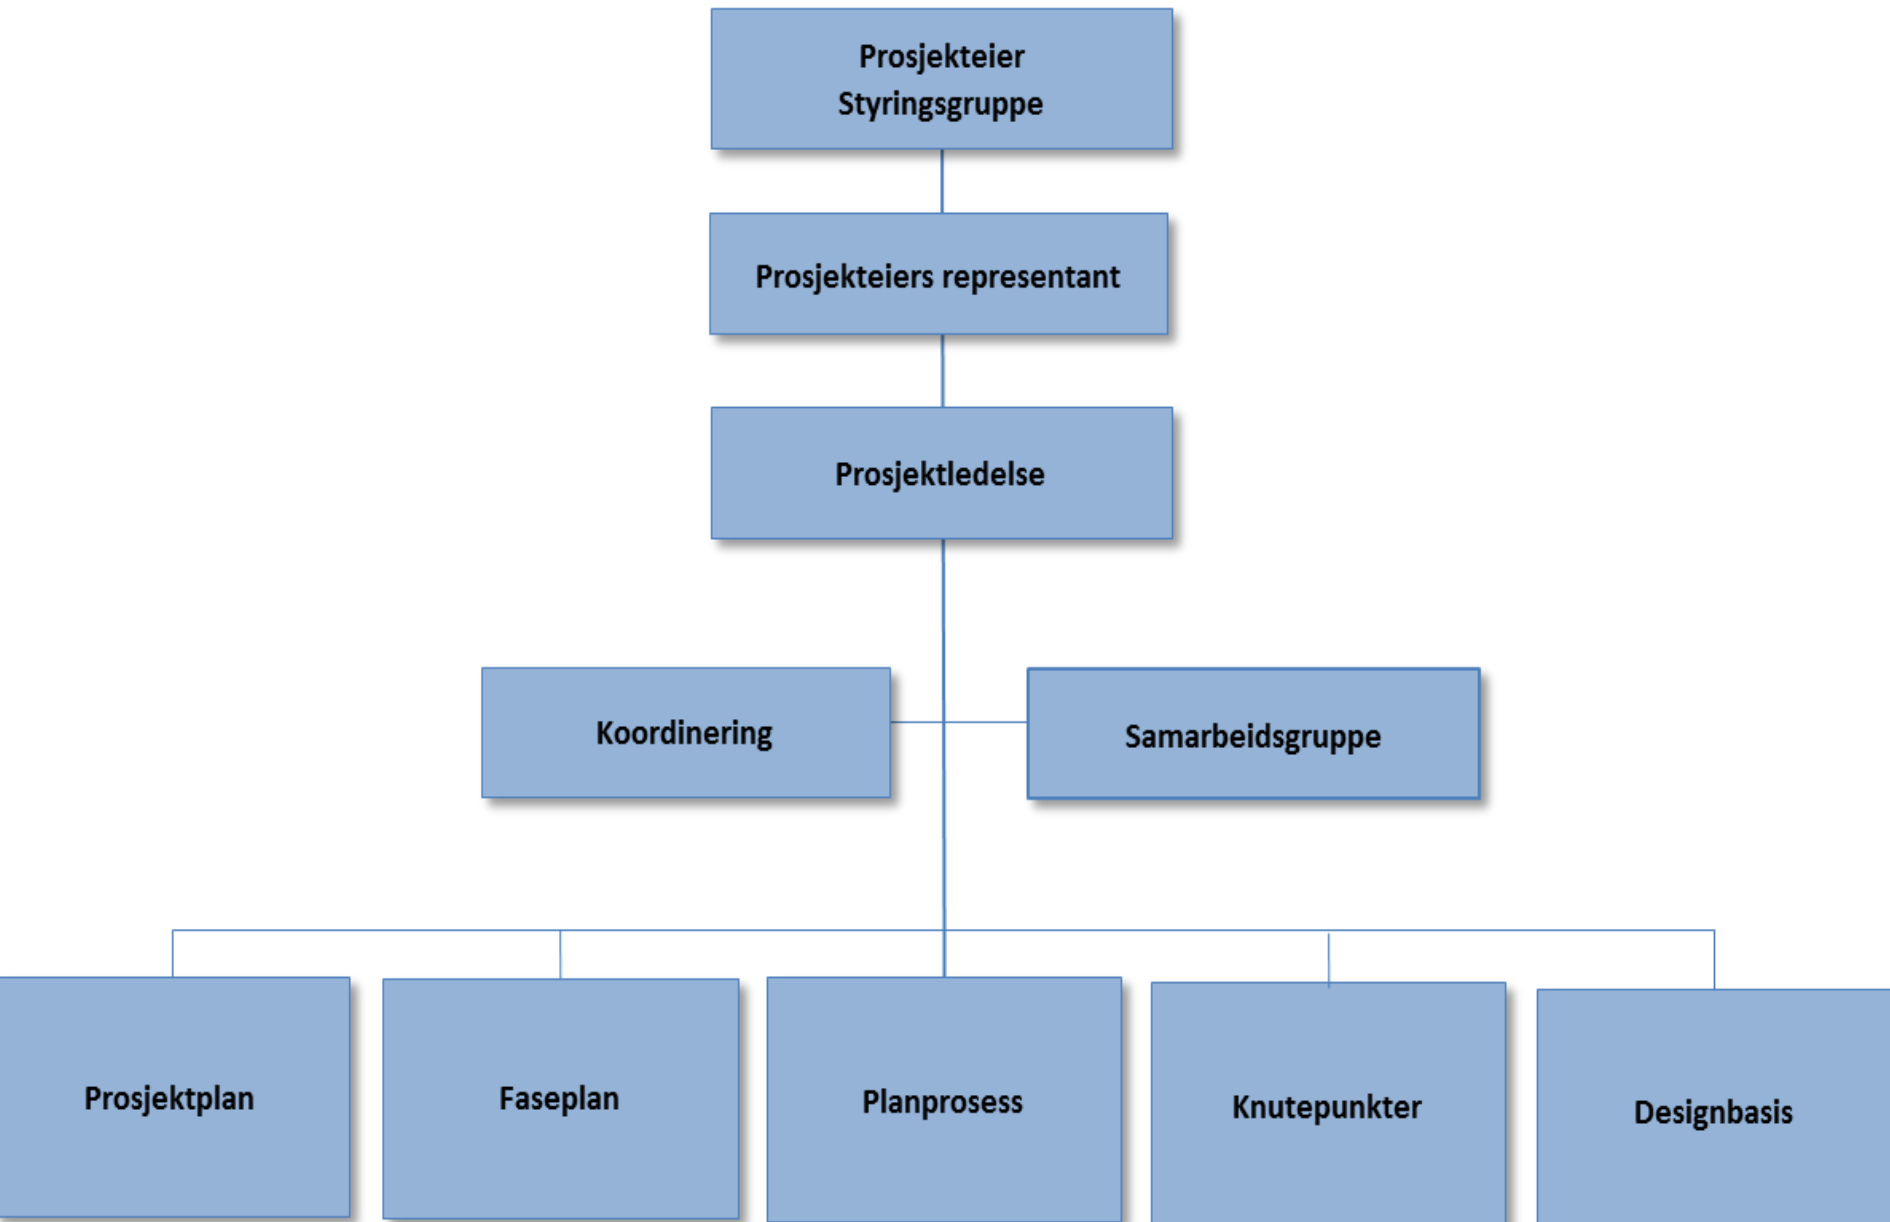 Prosjekteier
Styringsgruppe
Prosjekteiers representant
Prosjektledelse
Koordinering
Samarbeidsgruppe
Prosjektplan
Faseplan
Planprosess
Knutepunkter
Designbasis